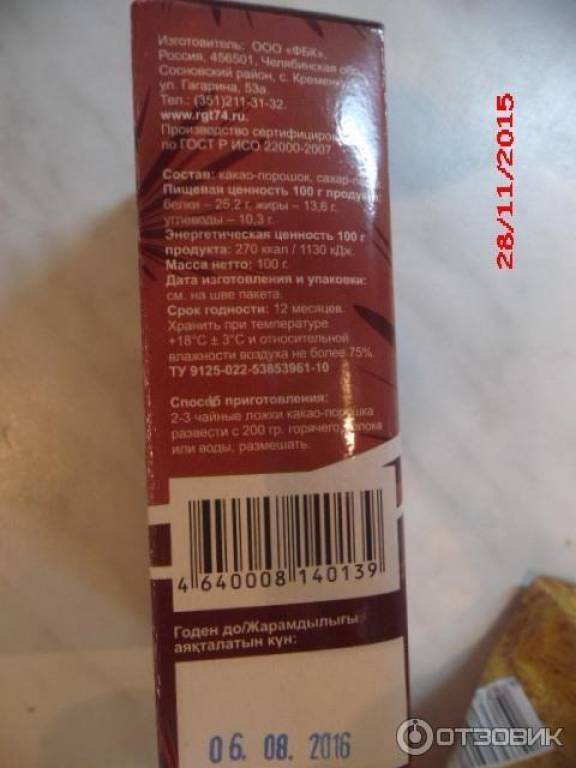 Изготовитель: ООО «ФБК»,
Россия, 456501, Челябинская
Сосновский район, с.
ул. Гагарина, 53а.
Тел.: (351)211-31-32.
www.rgt74.ru.
Производство
по ГОСТ Р ИСО 22000-2007.
Состав: какао-порошок,
Пищевая ценность 100 г
белки – 25,2 г, жиры – 13,6 г,
углеводы – 10,3 г.
Энергетическая ценность 100 г
продукта: 270 ккал / 1130 кДж.
Масса нетто: 100 г.
Дата изготовления и упаковки:
см. на шве пакета.
Срок годности: 12 месяцев.
Хранить при температуре
+18°С ± 3°С и относительной
влажности воздуха не более 75%.
ТУ 9125-022-53853961-10
Способ приготовления:
2-3 чайные ложки какао-порошка
развести с 200 гр. горячего молока
или воды, размешать.
4 640008 140139
Годен до/Жарамдылығы
аяқталатын күн:
06. 08. 2016
28/11/2015
ОТЗОВИК